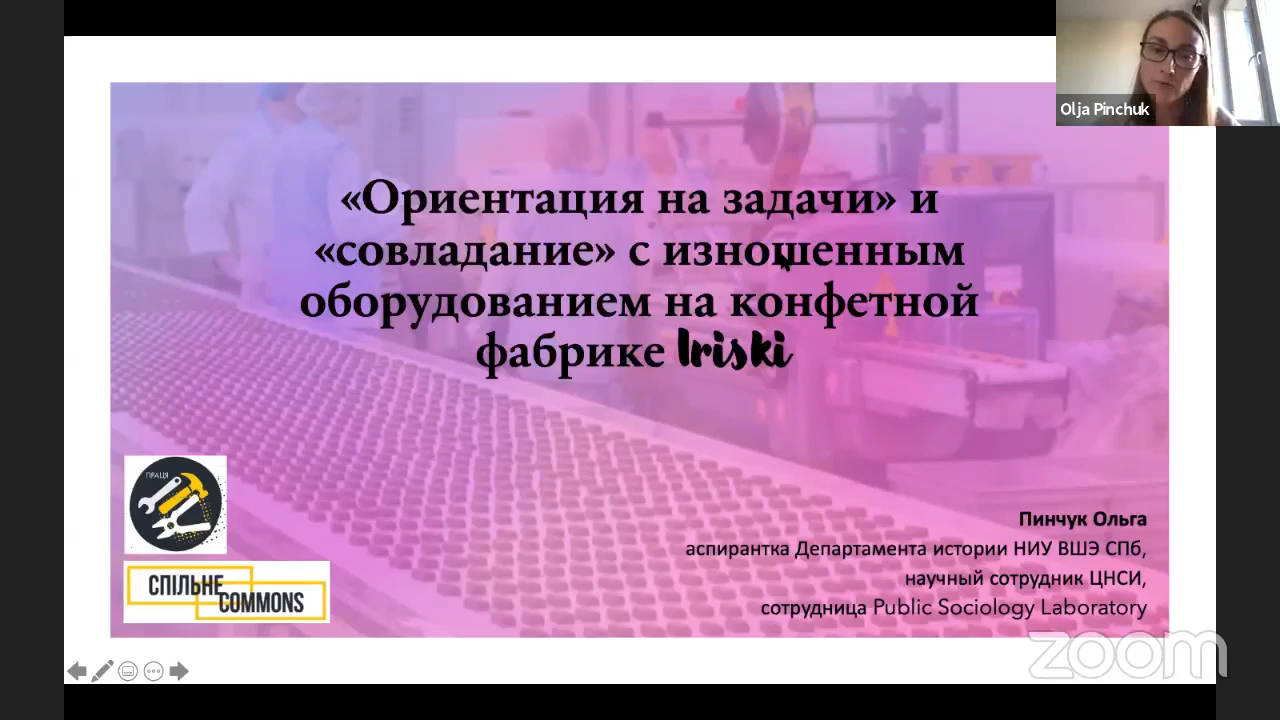 Olja Pinchuk
«Ориентация на задачи» и
«совладание» с изношенным
оборудованием на конфетной
фабрике Iriski
ПРАЦЯ
СПІЛЬНЕ
COMMONS
Пинчук Ольга
аспирантка Департамента истории НИУ ВШЭ СПб,
научный сотрудник ЦНСИ,
сотрудница Public Sociology Laboratory
zoom